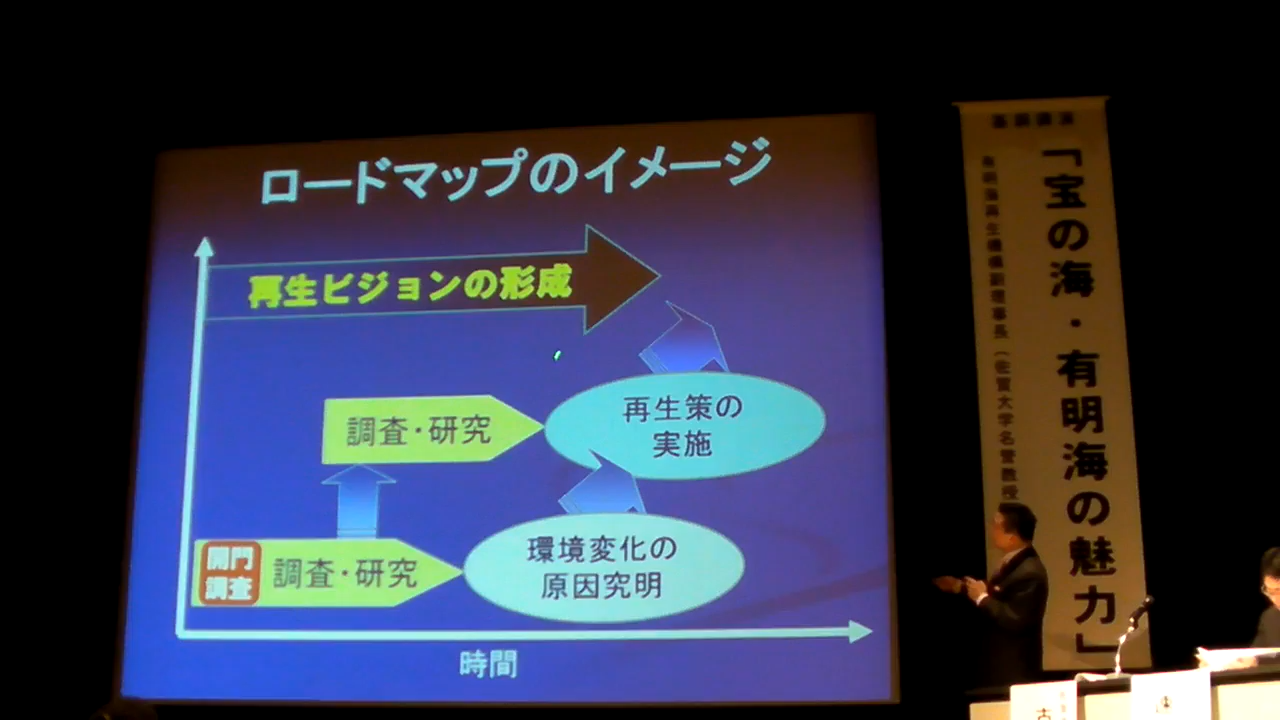 ロードマップのイメージ
再生ビジョンの形成
調査・研究
再生策の
実施
開門
調査
調査・研究
環境変化の
原因究明
時間
基調講演
「宝の海・有明海の魅力」
有明海再生機構副理事長（佐賀大学名誉教授
古